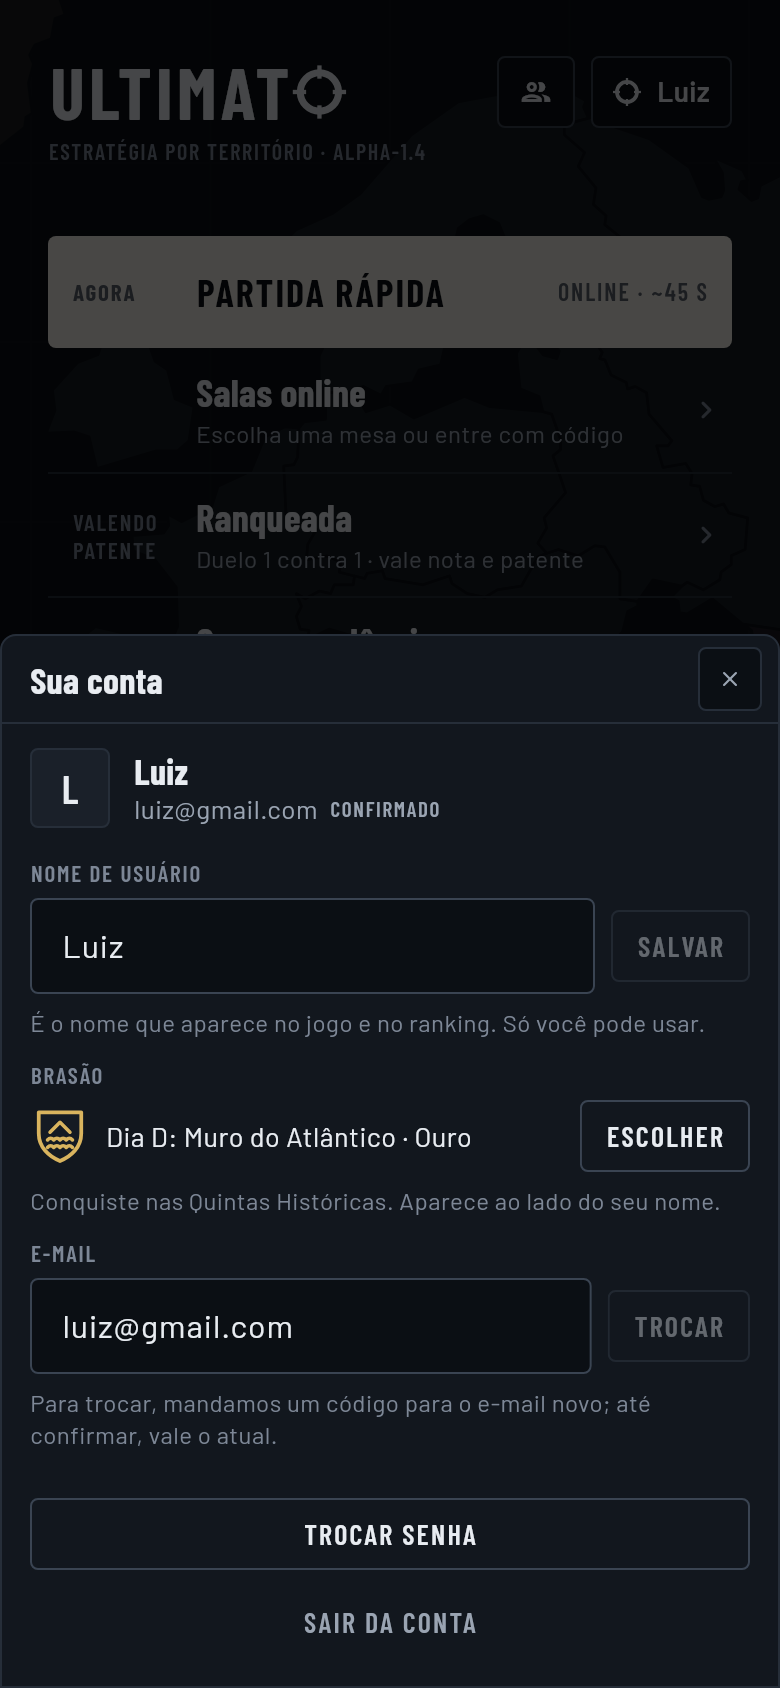 ULTIMATO
Luiz
ESTRATÉGIA POR TERRITÓRIO · ALPHA-1.4
AGORA
PARTIDA RÁPIDA
ONLINE · ~45 S
Salas online
Escolha uma mesa ou entre com código
VALENDO
PATENTE
Ranqueada
Duelo 1 contra 1 · vale nota e patente
Sua conta
L
Luiz
luiz@gmail.com CONFIRMADO
NOME DE USUÁRIO
Luiz
SALVAR
É o nome que aparece no jogo e no ranking. Só você pode usar.
BRASÃO
Dia D: Muro do Atlântico · Ouro
ESCOLHER
Conquiste nas Quintas Históricas. Aparece ao lado do seu nome.
E-MAIL
luiz@gmail.com
TROCAR
Para trocar, mandamos um código para o e-mail novo; até
confirmar, vale o atual.
TROCAR SENHA
SAIR DA CONTA